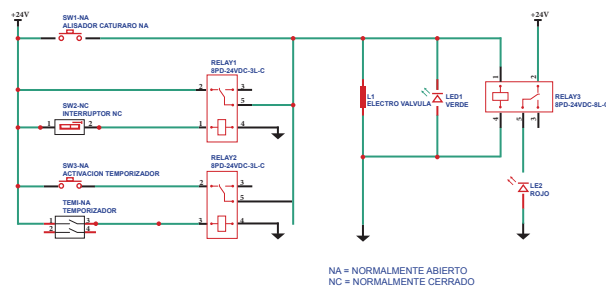 +24V
SW1-NA
ALISADOR CATURARO NA
+24V
RELAY1
8PD-24VDC-3L-C
2
3
5
SW2-NC
INTERRUPTOR NC
1
2
1
4
L1
ELECTRO VALVULA
LED1
VERDE
1
2
RELAY3
8PD-24VDC-8L-C
4
5
3
SW3-NA
ACTIVACION TEMPORIZADOR
RELAY2
8PD-24VDC-3L-C
2
3
5
LE2
ROJO
TEMI-NA
TEMPORIZADOR
1
3
2
4
3
4
NA = NORMALMENTE ABIERTO
NC = NORMALMENTE CERRADO